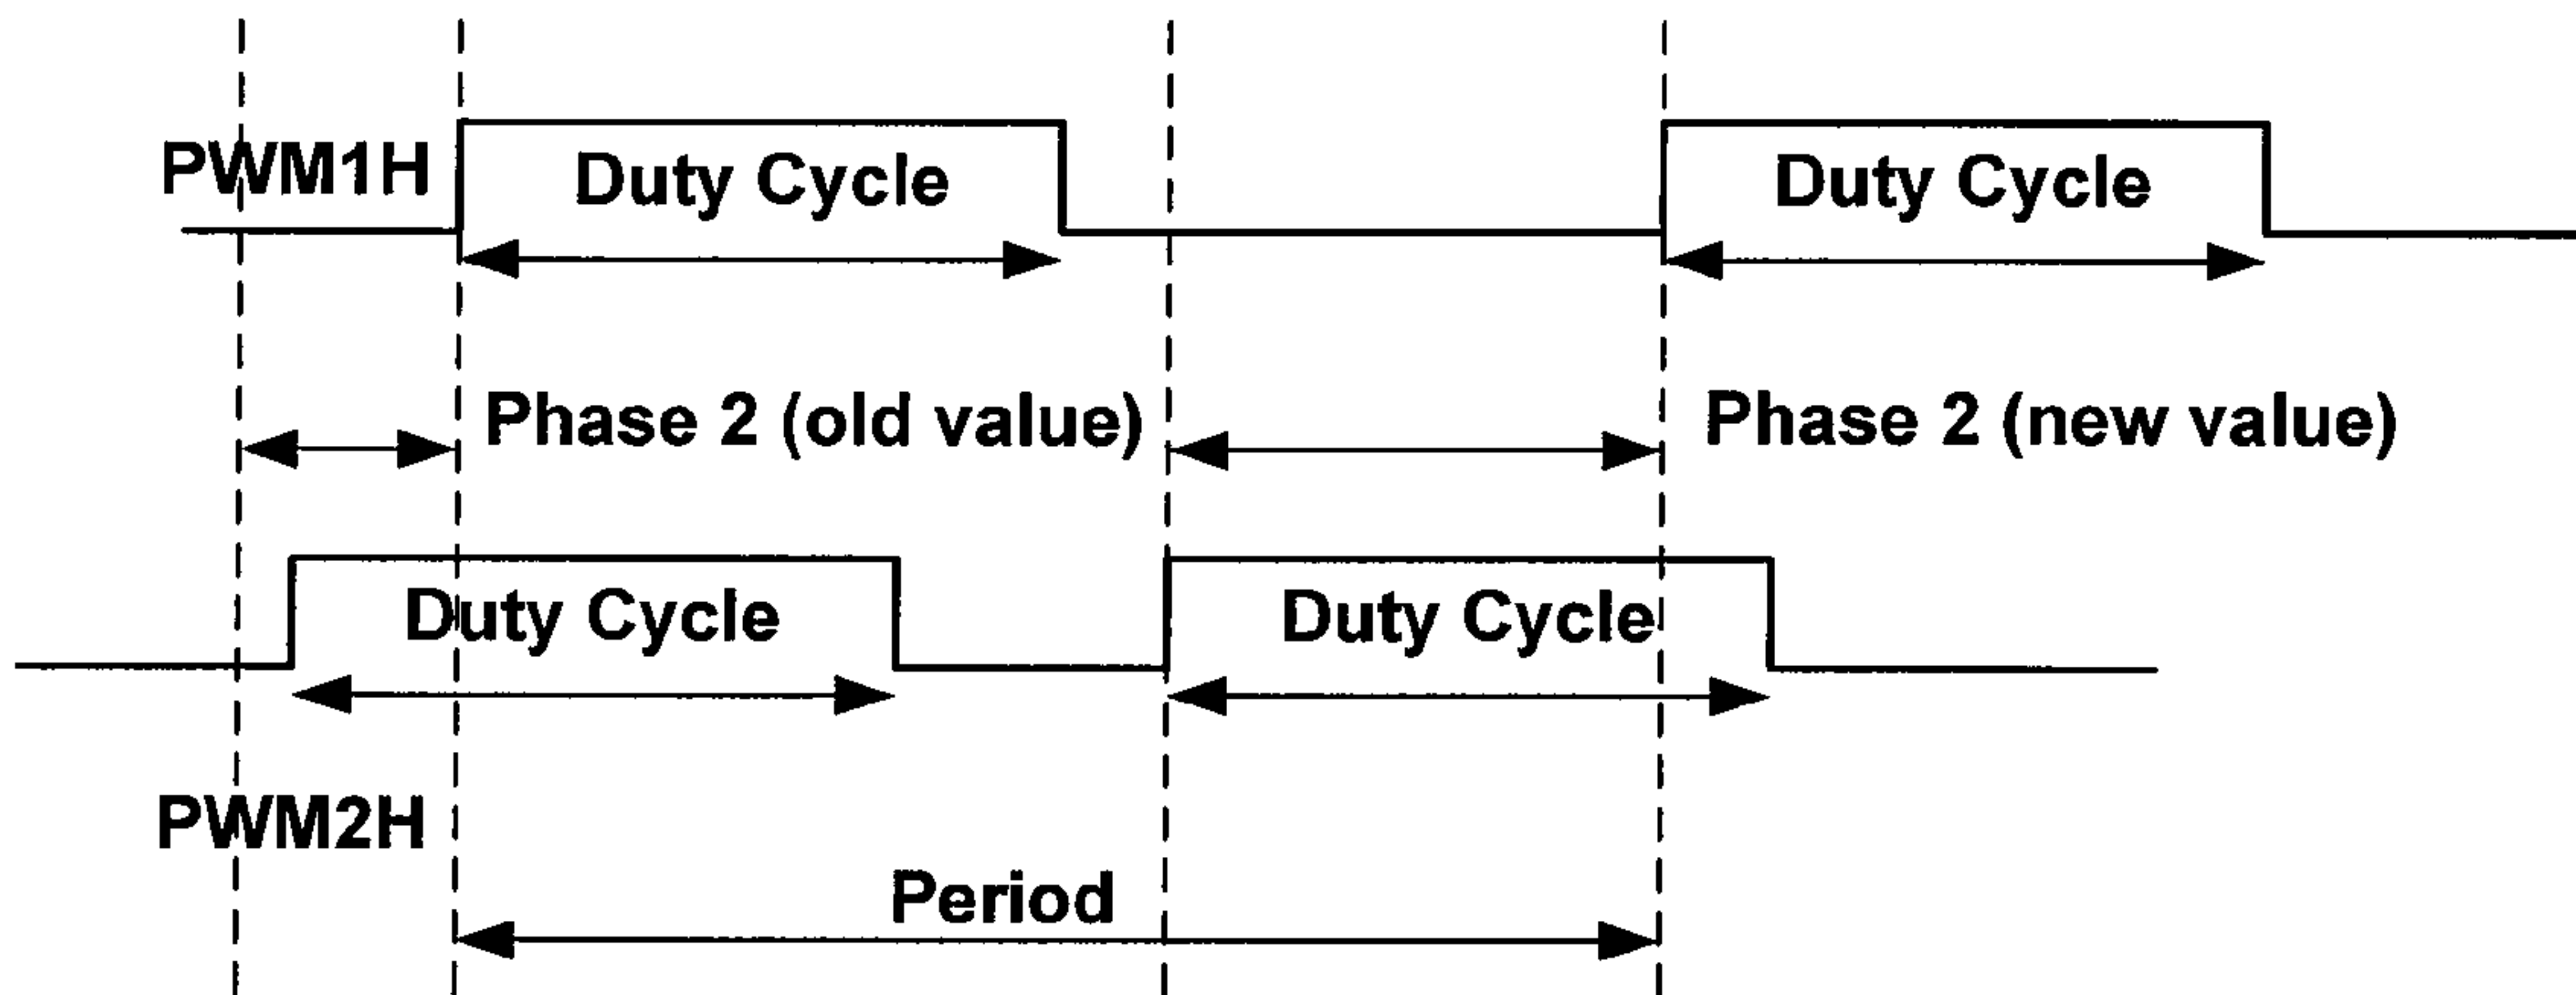 PWM1H
Duty Cycle
Duty Cycle
Phase 2 (old value)
Phase 2 (new value)
Duty Cycle
Duty Cycle
PWM2H
Period